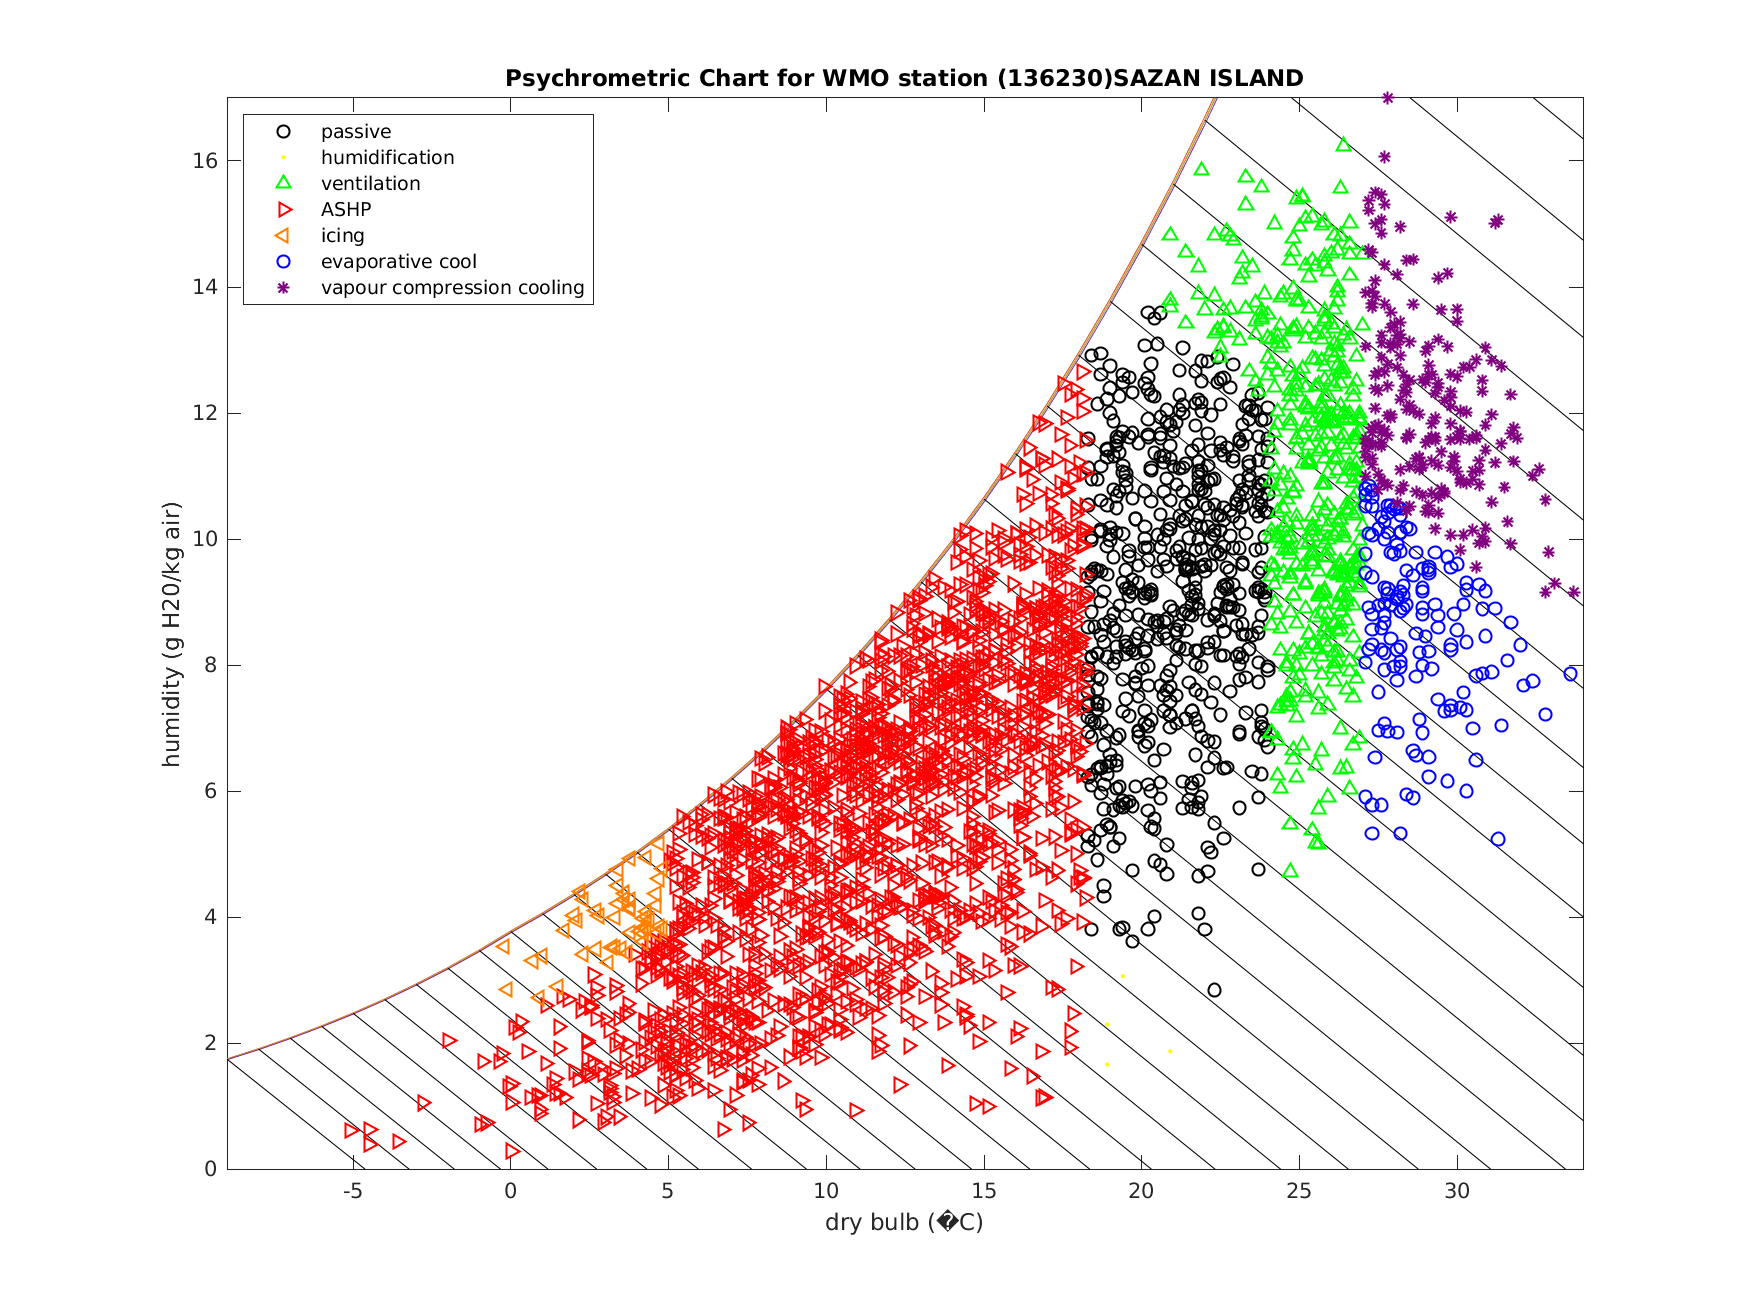 Psychrometric Chart for WMO station (136230)SAZAN ISLAND
passive
humidification
ventilation
ASHP
icing
evaporative cool
vapour compression cooling
humidity (g H20/kg air)
16
14
12
10
8
6
4
2
0
-5 0 5 10 15 20 25 30
dry bulb (�C)